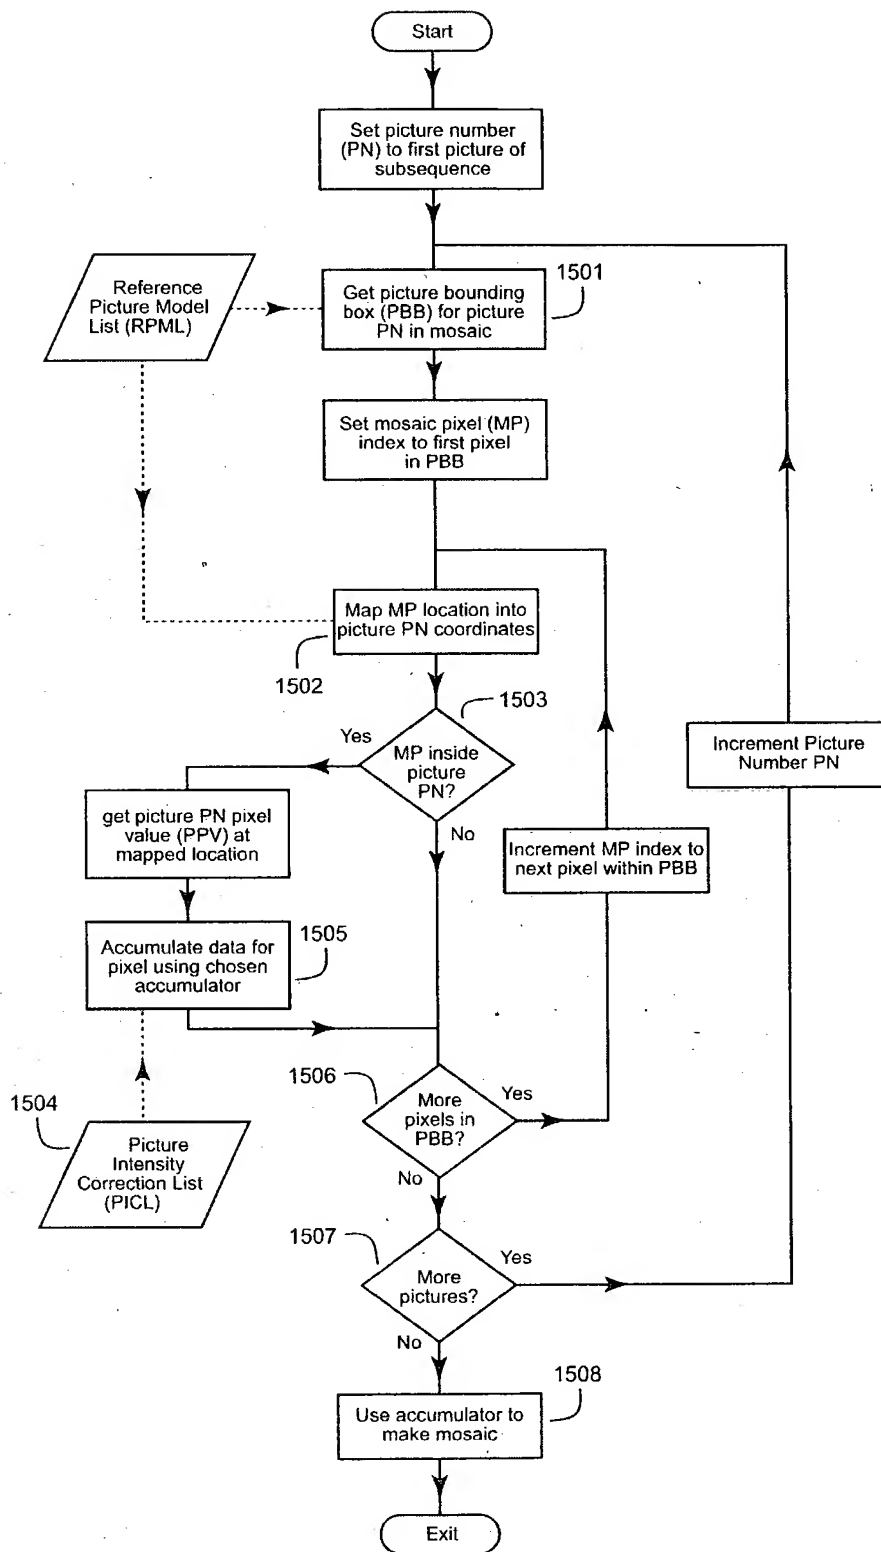 Start
Set picture number
(PN) to first picture of
subsequence
Reference
Picture Model
List (RPML)
1501
Get picture bounding
box (PBB) for picture
PN in mosaic
Set mosaic pixel (MP)
index to first pixel
in PBB
Map MP location into
picture PN coordinates
1502
1503
Yes
MP inside
picture
PN?
No
Increment Picture
Number PN
get picture PN pixel
value (PPV) at
mapped location
Increment MP index to
next pixel within PBB
1505
Accumulate data for
pixel using chosen
accumulator
1504
Picture
Intensity
Correction List
(PICL)
1506
More
pixels in
PBB?
Yes
No
1507
More
pictures?
Yes
No
1508
Use accumulator to
make mosaic
Exit